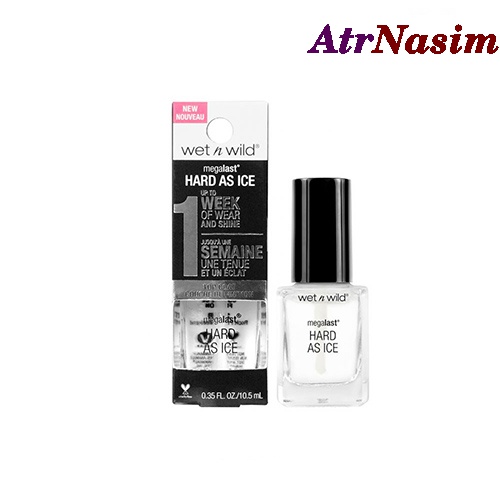 AtrNasim
NEW
NOUVEAU
wet n wild®
megalast®
HARD AS ICE
1
UP TO
WEEK
OF WEAR
AND SHINE
JUSQU'À UNE
SEMAINE
UNE TENUE
ET UN ÉCLAT
HARD
AS ICE
0.35 FL. OZ./10.5 mL
wet n wild®
megalast®
HARD
AS ICE